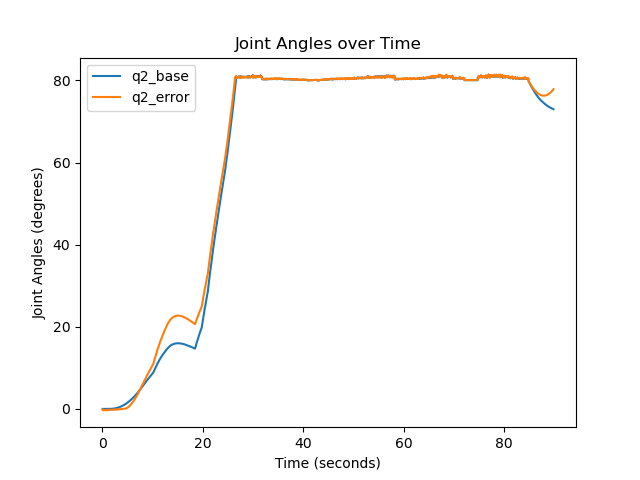 Joint Angles over Time
q2_base
q2_error
Joint Angles (degrees)
80
60
40
20
0
0 20 40 60 80
Time (seconds)